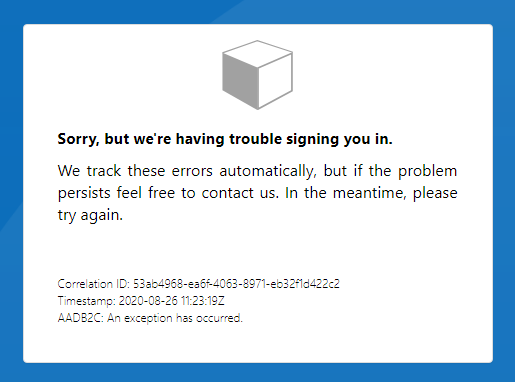 Sorry, but we're having trouble signing you in.
We track these errors automatically, but if the problem
persists feel free to contact us. In the meantime, please
try again.
Correlation ID: 53ab4968-ea6f-4063-8971-eb32f1d422c2
Timestamp: 2020-08-26 11:23:19Z
AADB2C: An exception has occurred.